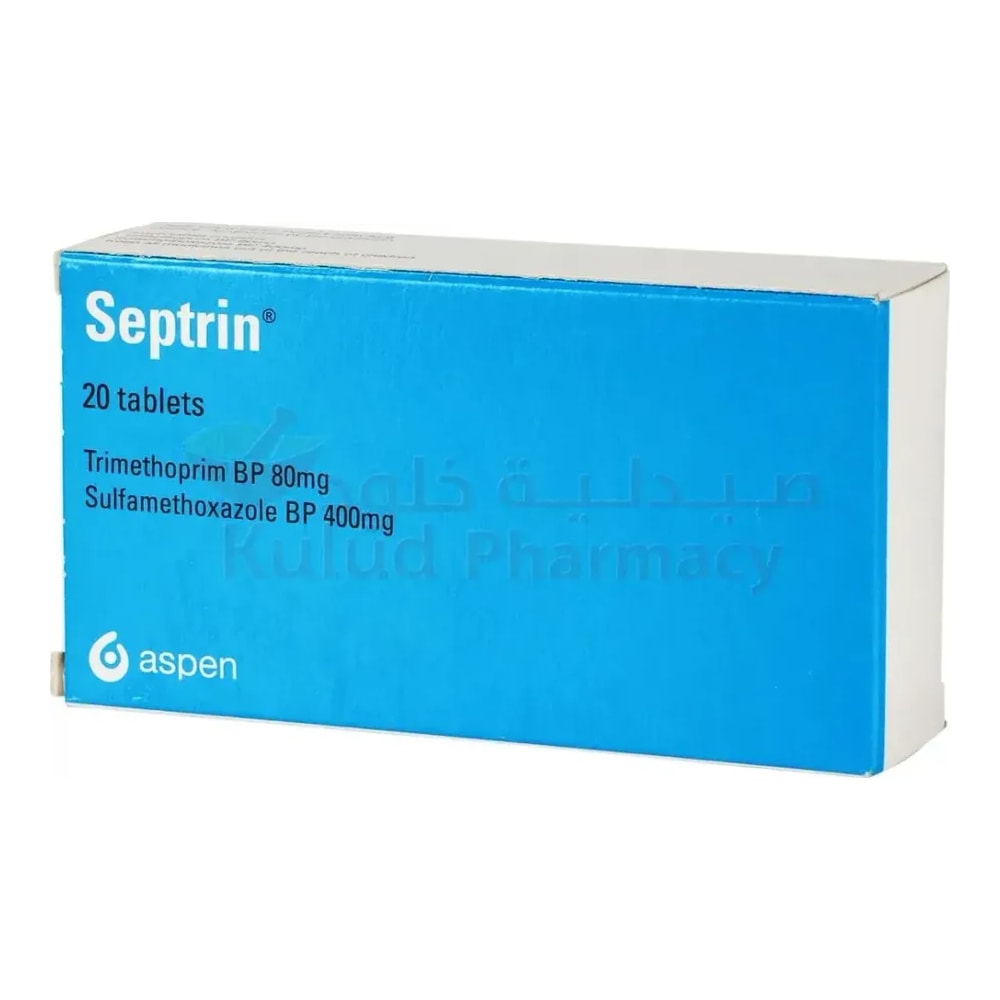 Septrin®
20 tablets
Trimethoprim BP 80mg
Sulfamethoxazole BP 400mg
صيدلية خلود
Kulud Pharmacy
aspen